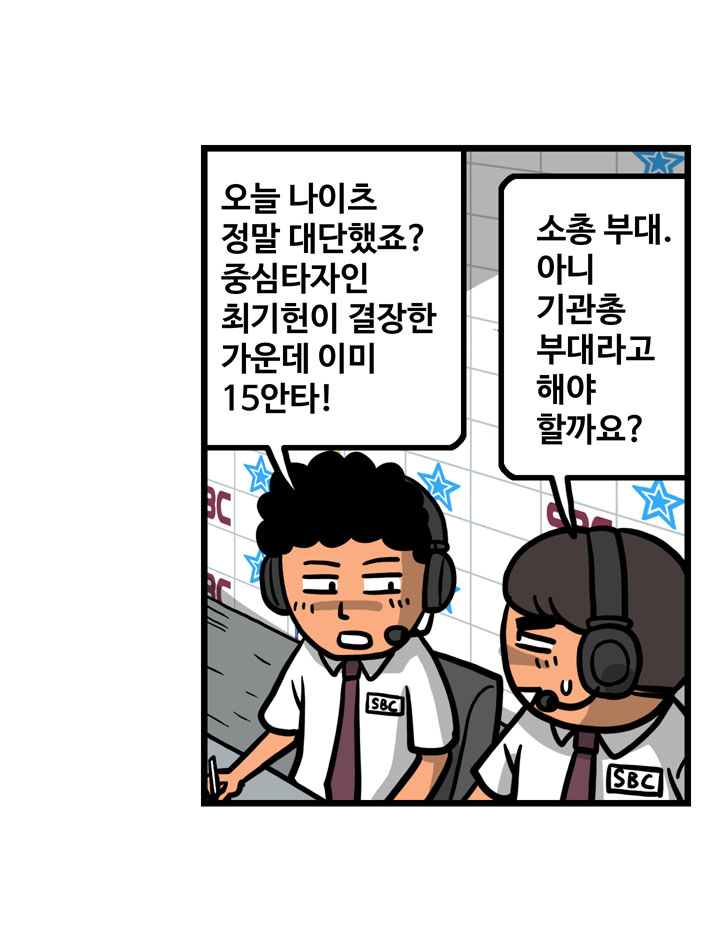 오늘 나이츠
정말 대단했죠?
중심타자인
최기헌이 결장한
가운데 이미
15안타!
소총 부대.
아니
기관총
부대라고
해야
할까요?
BC
SBC
BC
SBC
SBC